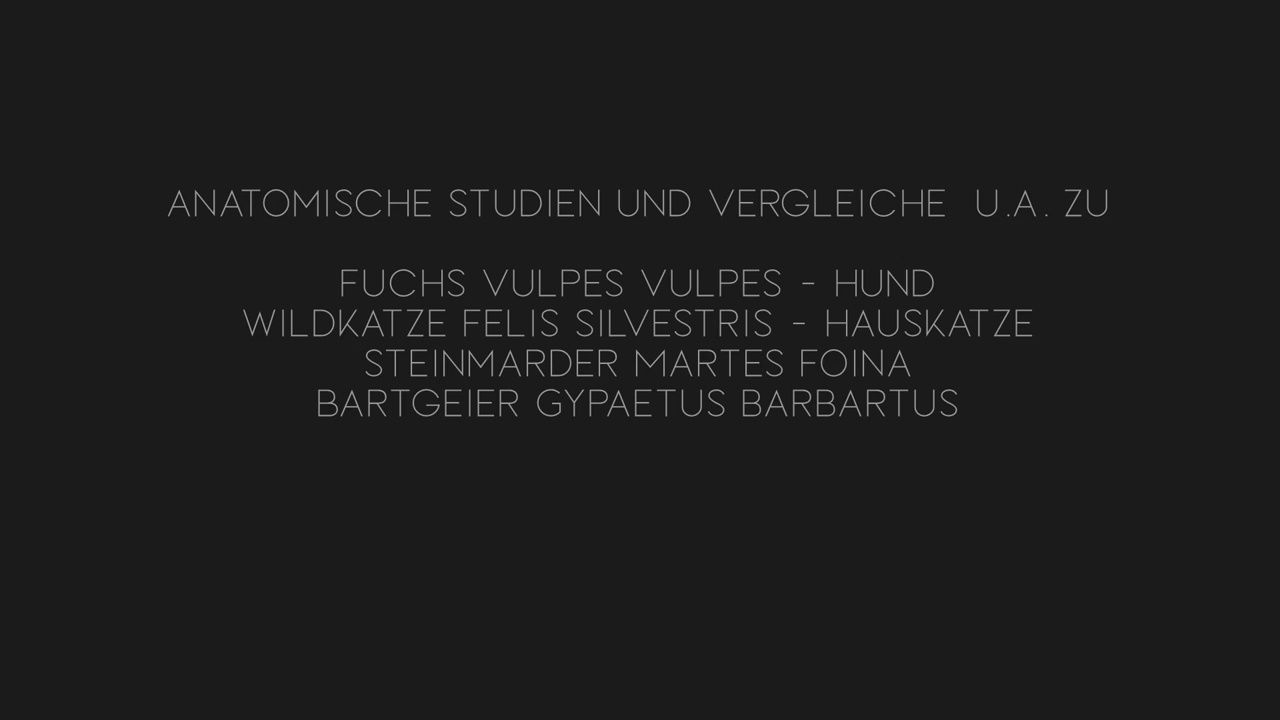 ANATOMISCHE STUDIEN UND VERGLEICHE U.A. ZU
FUCHS VULPES VULPES - HUND
WILDKATZE FELIS SILVESTRIS - HAUSKATZE
STEINMARDER MARTES FOINA
BARTGEIER GYPAETUS BARBARTUS